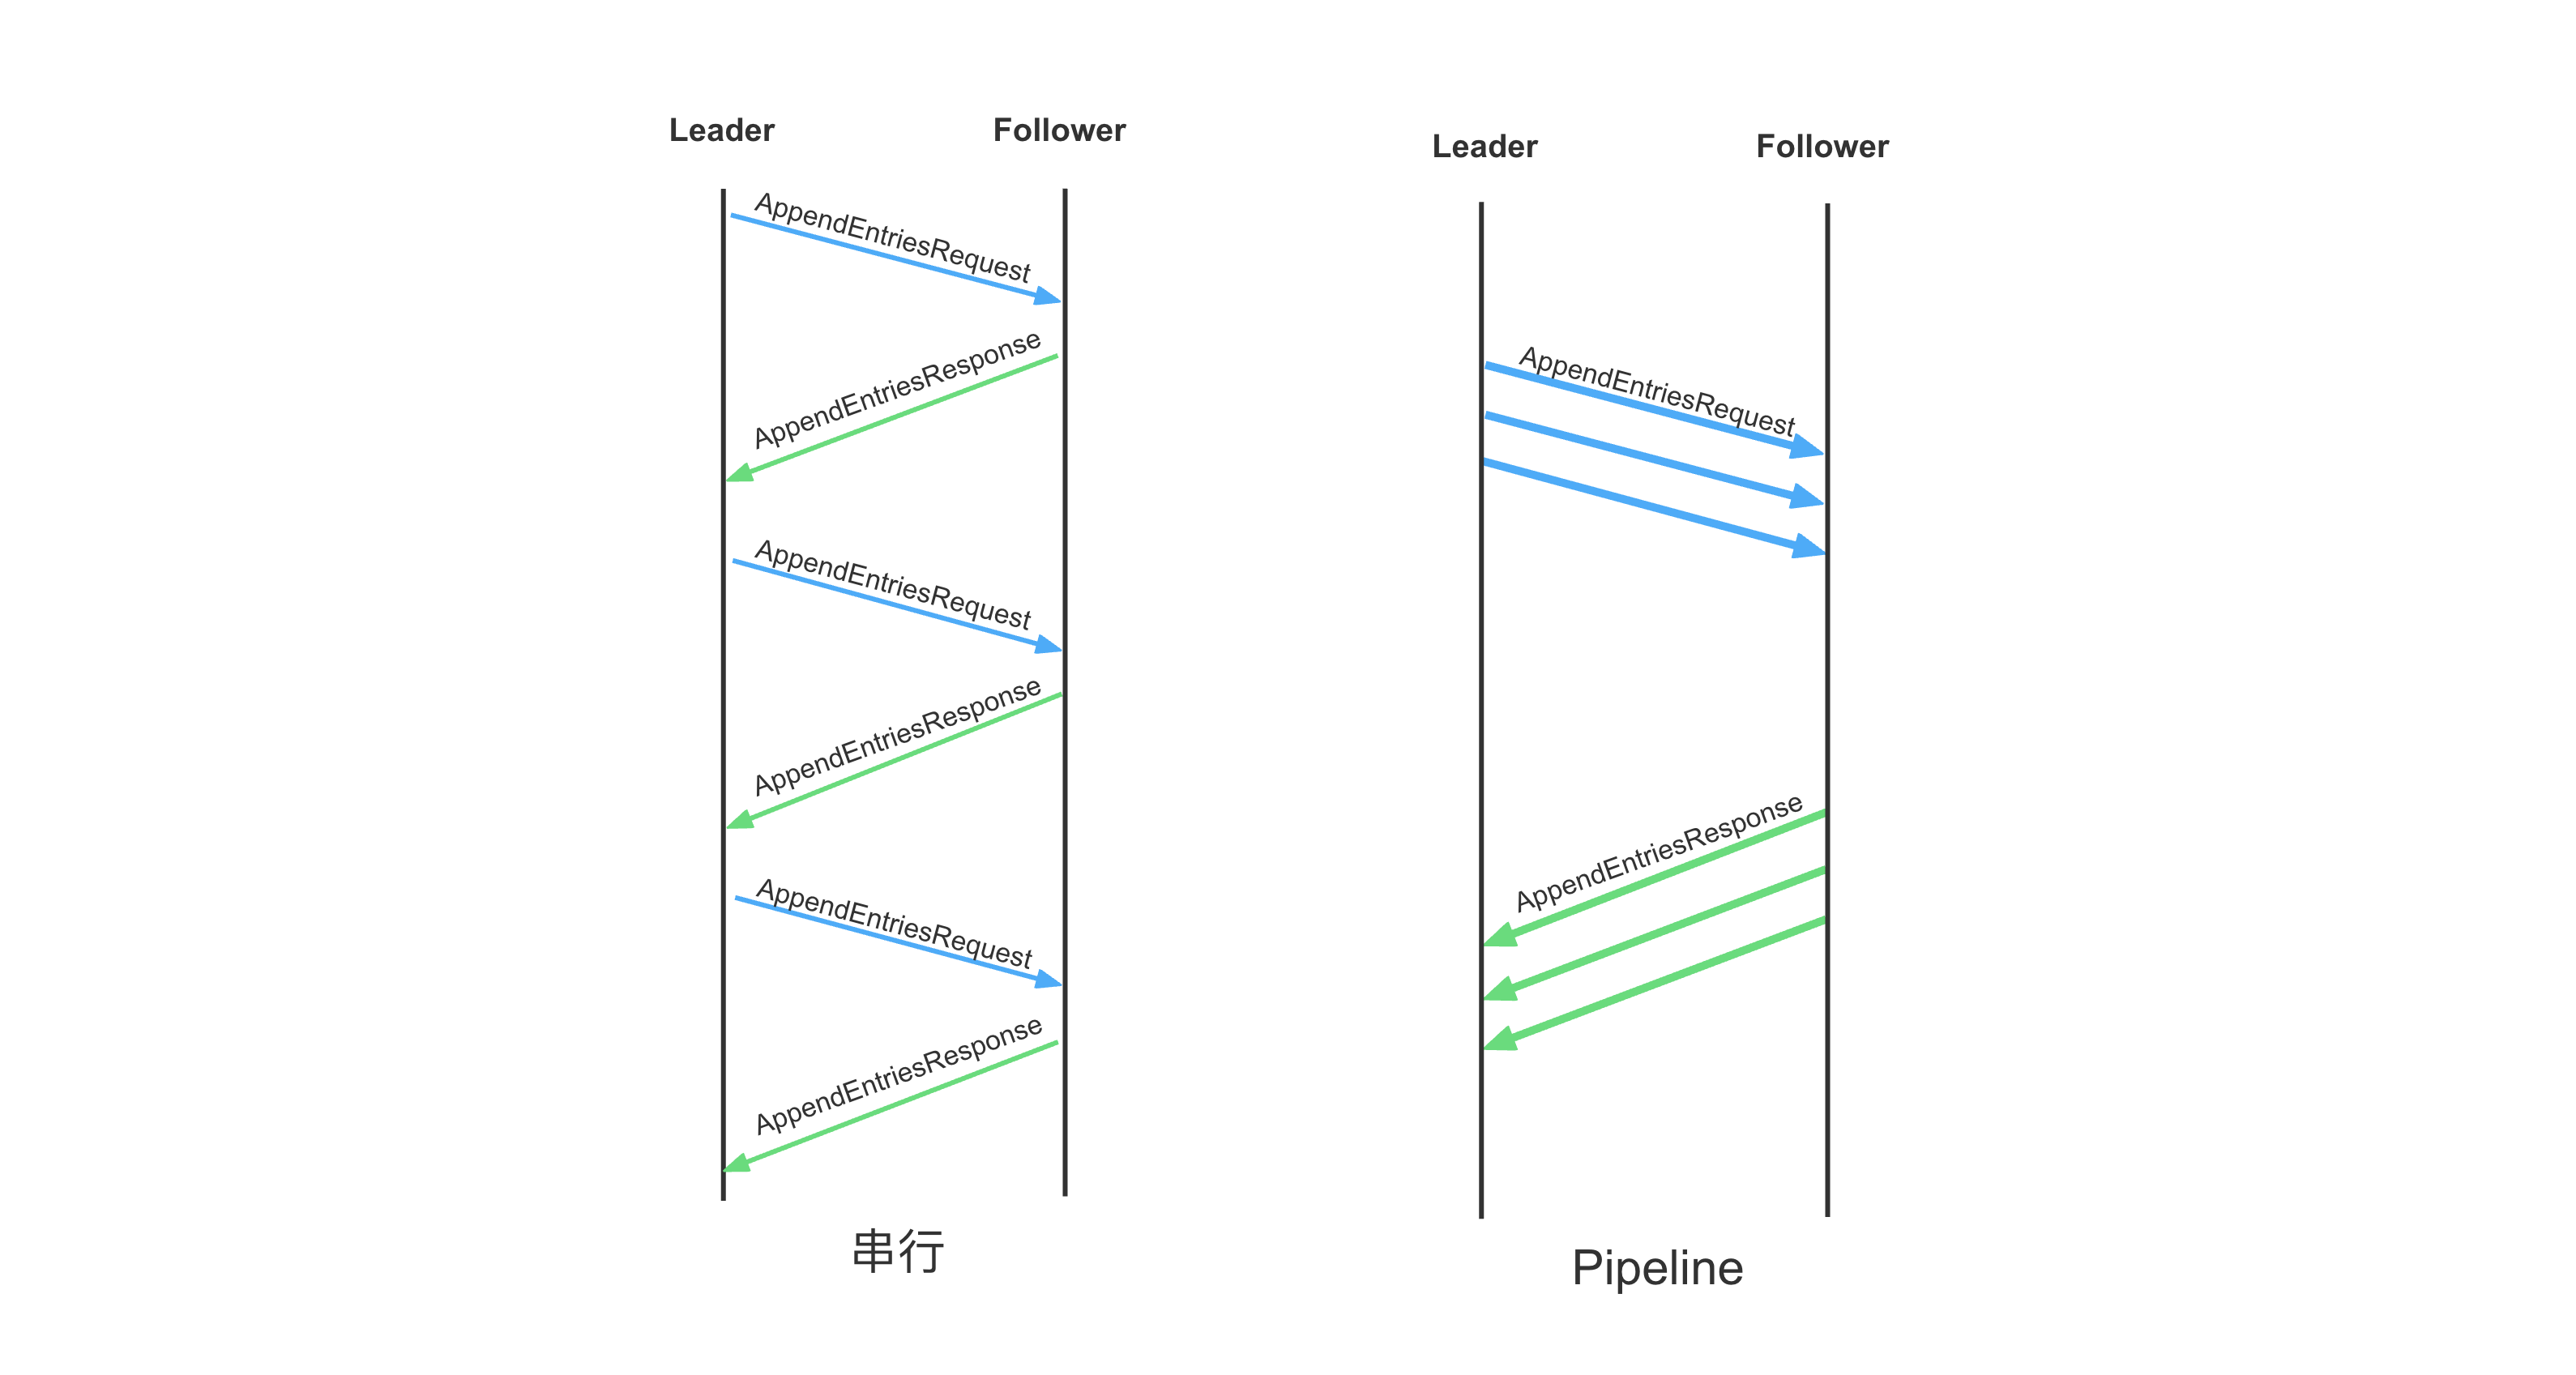 Leader
Follower
AppendEntriesRequest
AppendEntriesResponse
AppendEntriesRequest
AppendEntriesResponse
AppendEntriesRequest
AppendEntriesResponse
串行
Leader
Follower
AppendEntriesRequest
AppendEntriesResponse
Pipeline